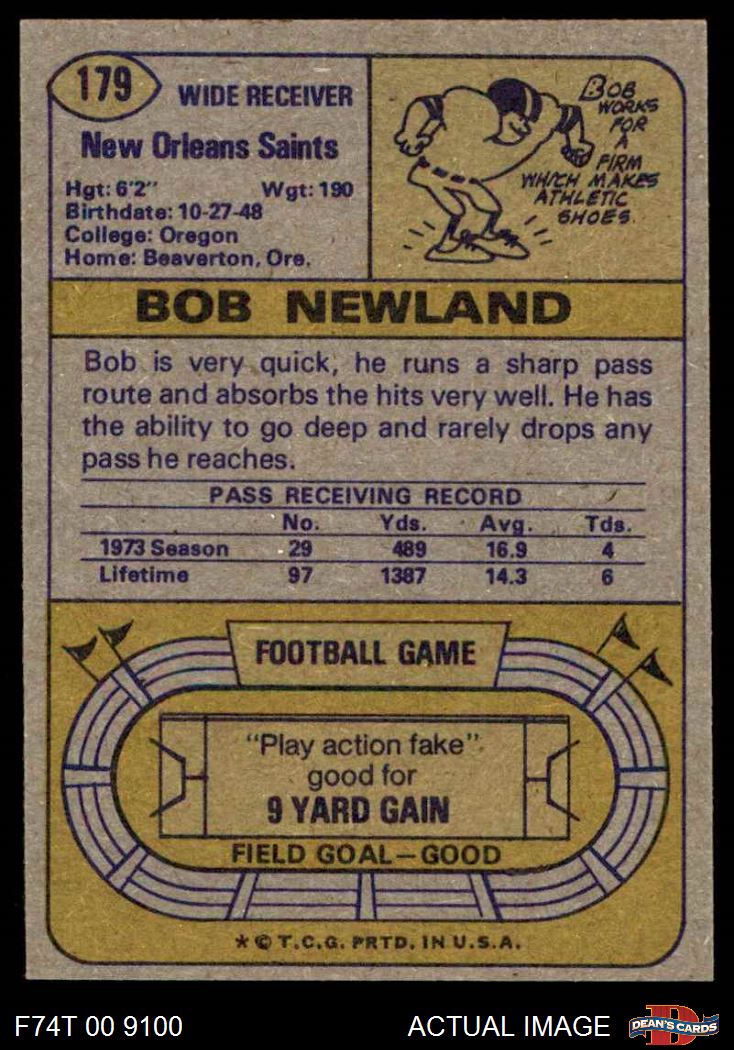 179
WIDE RECEIVER
New Orleans Saints
Hgt: 6'2" Wgt: 190
Birthdate: 10-27-48
College: Oregon
Home: Beaverton, Ore.
BOB
WORKS
FOR
A
FIRM
WHICH MAKES
ATHLETIC
SHOES.
BOB NEWLAND
Bob is very quick, he runs a sharp pass
route and absorbs the hits very well. He has
the ability to go deep and rarely drops any
pass he reaches.
PASS RECEIVING RECORD
No. Yds. Avg. Tds.
1973 Season 29 489 16.9 4
Lifetime 97 1387 14.3 6
FOOTBALL GAME
"Play action fake"
good for
9 YARD GAIN
FIELD GOAL—GOOD
* © T.C.G. PRTD. IN U.S.A.
F74T 00 9100 ACTUAL IMAGE
D
DEAN'S CARDS